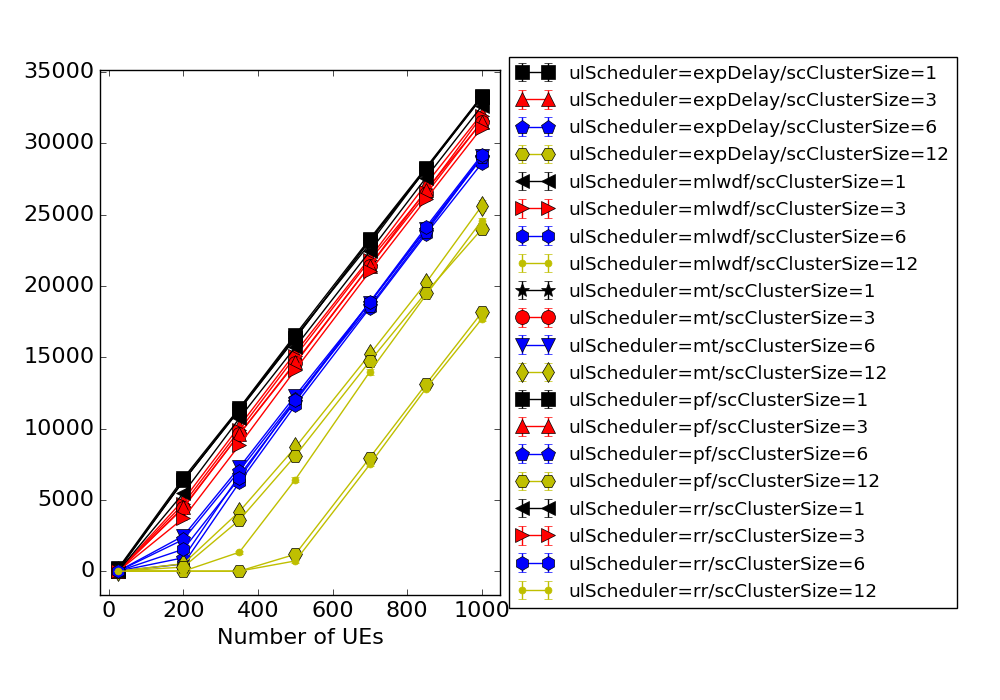 35000
30000
25000
20000
15000
10000
5000
0
0 200 400 600 800 1000
Number of UEs
ulScheduler=expDelay/scClusterSize=1
ulScheduler=expDelay/scClusterSize=3
ulScheduler=expDelay/scClusterSize=6
ulScheduler=expDelay/scClusterSize=12
ulScheduler=mlwdf/scClusterSize=1
ulScheduler=mlwdf/scClusterSize=3
ulScheduler=mlwdf/scClusterSize=6
ulScheduler=mlwdf/scClusterSize=12
ulScheduler=mt/scClusterSize=1
ulScheduler=mt/scClusterSize=3
ulScheduler=mt/scClusterSize=6
ulScheduler=mt/scClusterSize=12
ulScheduler=pf/scClusterSize=1
ulScheduler=pf/scClusterSize=3
ulScheduler=pf/scClusterSize=6
ulScheduler=pf/scClusterSize=12
ulScheduler=rr/scClusterSize=1
ulScheduler=rr/scClusterSize=3
ulScheduler=rr/scClusterSize=6
ulScheduler=rr/scClusterSize=12